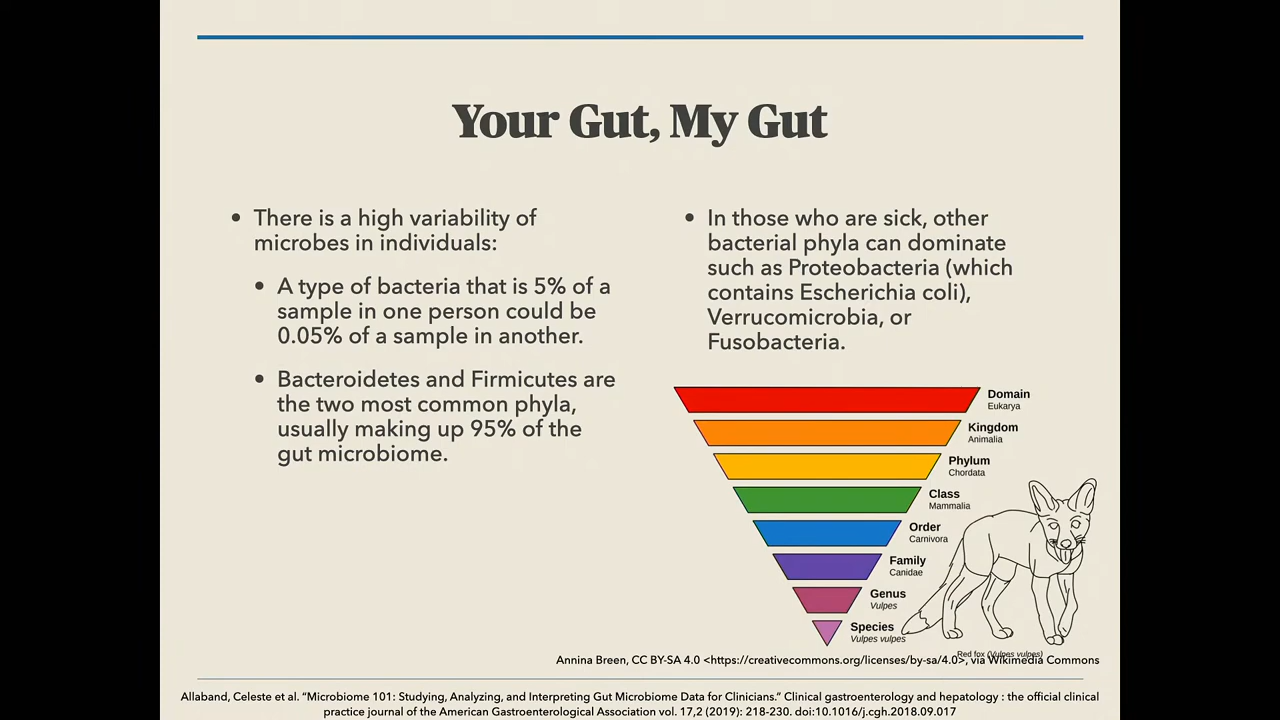 Your Gut, My Gut
• There is a high variability of
microbes in individuals:
• A type of bacteria that is 5% of a
sample in one person could be
0.05% of a sample in another.
• Bacteroidetes and Firmicutes are
the two most common phyla,
usually making up 95% of the
gut microbiome.
• In those who are sick, other
bacterial phyla can dominate
such as Proteobacteria (which
contains Escherichia coli),
Verrucomicrobia, or
Fusobacteria.
Domain
Eukarya
Kingdom
Animalia
Phylum
Chordata
Class
Mammalia
Order
Carnivora
Family
Canidae
Genus
Vulpes
Species
Vulpes vulpes
Red fox (Vulpes vulpes)
Annina Breen, CC BY-SA 4.0 <https://creativecommons.org/licenses/by-sa/4.0>, via Wikimedia Commons
Allaband, Celeste et al. “Microbiome 101: Studying, Analyzing, and Interpreting Gut Microbiome Data for Clinicians.” Clinical gastroenterology and hepatology : the official clinical
practice journal of the American Gastroenterological Association vol. 17,2 (2019): 218-230. doi:10.1016/j.cgh.2018.09.017